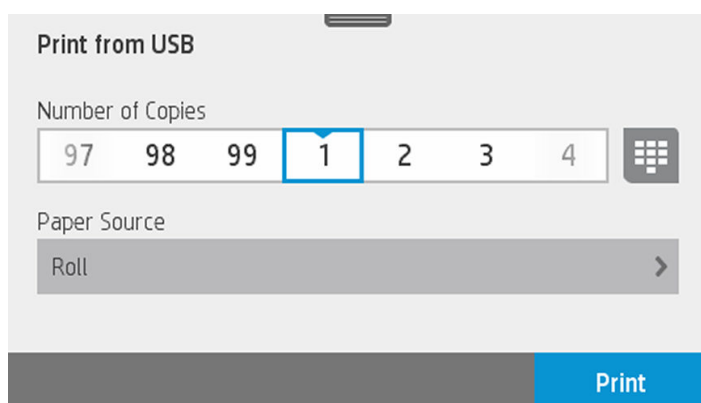 Print from USB
Number of Copies
97 98 99 1 2 3 4
Paper Source
Roll
Print